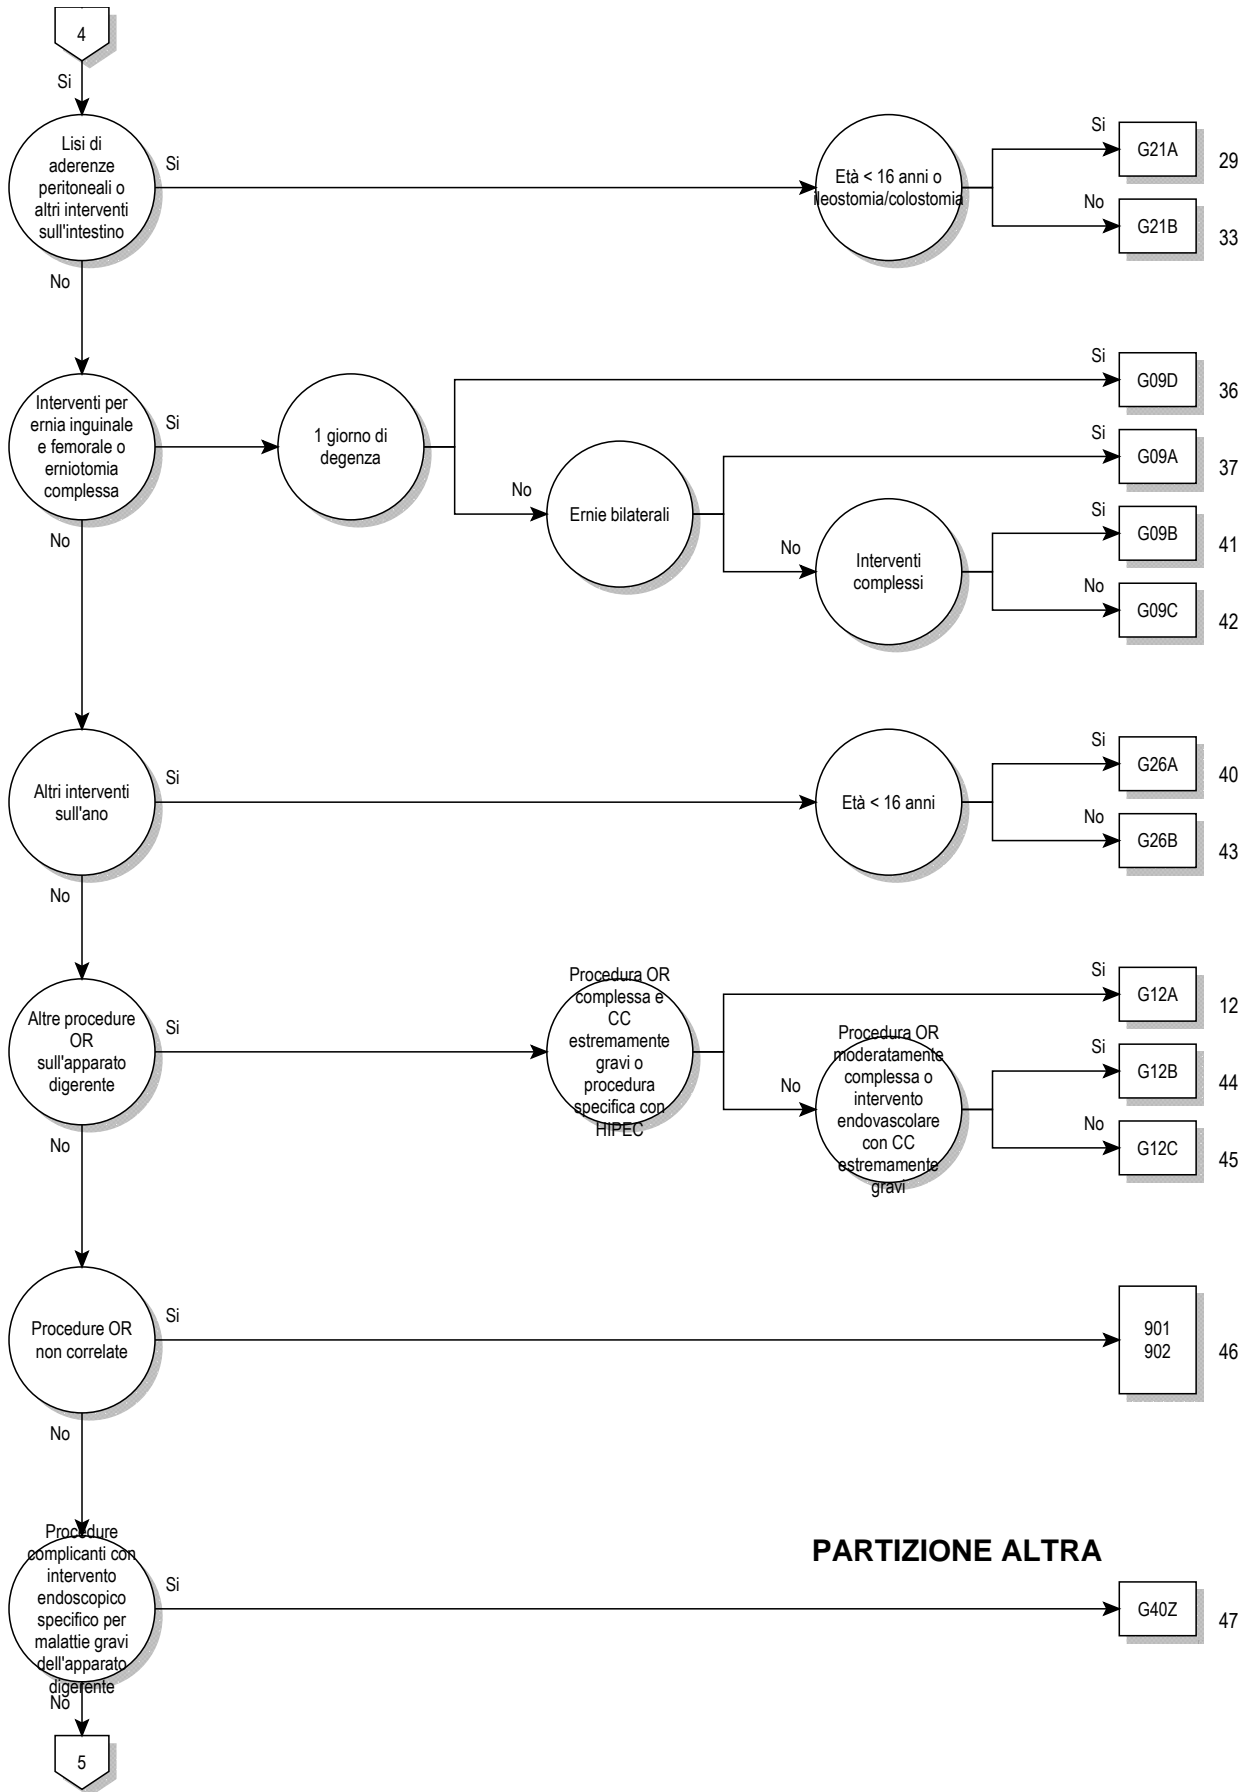 4
Si
Lisi di
aderenze
peritoneali o
altri interventi
sull'intestino
Si
Età < 16 anni o
ileostomia/colostomia
Si
G21A
29
No
G21B
33
No
Interventi per
ernia inguinale
e femorale o
erniotomia
complessa
Si
1 giorno di
degenza
Si
G09D
36
No
Ernie bilaterali
Si
G09A
37
No
Interventi
complessi
Si
G09B
41
No
G09C
42
No
Altri interventi
sull'ano
Si
Età < 16 anni
Si
G26A
40
No
G26B
43
No
Altre procedure
OR
sull'apparato
digerente
Si
Procedura OR
complessa e
CC
estremamente
gravi o
procedura
specifica con
HIPEC
Si
G12A
12
No
Procedura OR
moderatamente
complessa o
intervento
endovascolare
con CC
estremamente
gravi
Si
G12B
44
No
G12C
45
No
Procedure OR
non correlate
Si
901
902
46
No
PARTIZIONE ALTRA
Procedure
complicanti con
intervento
endoscopico
specifico per
malattie gravi
dell'apparato
digerente
Si
G40Z
47
No
5